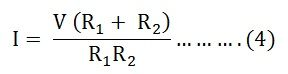 I = V (R₁ + R₂) / R₁R₂ … … … . (4)